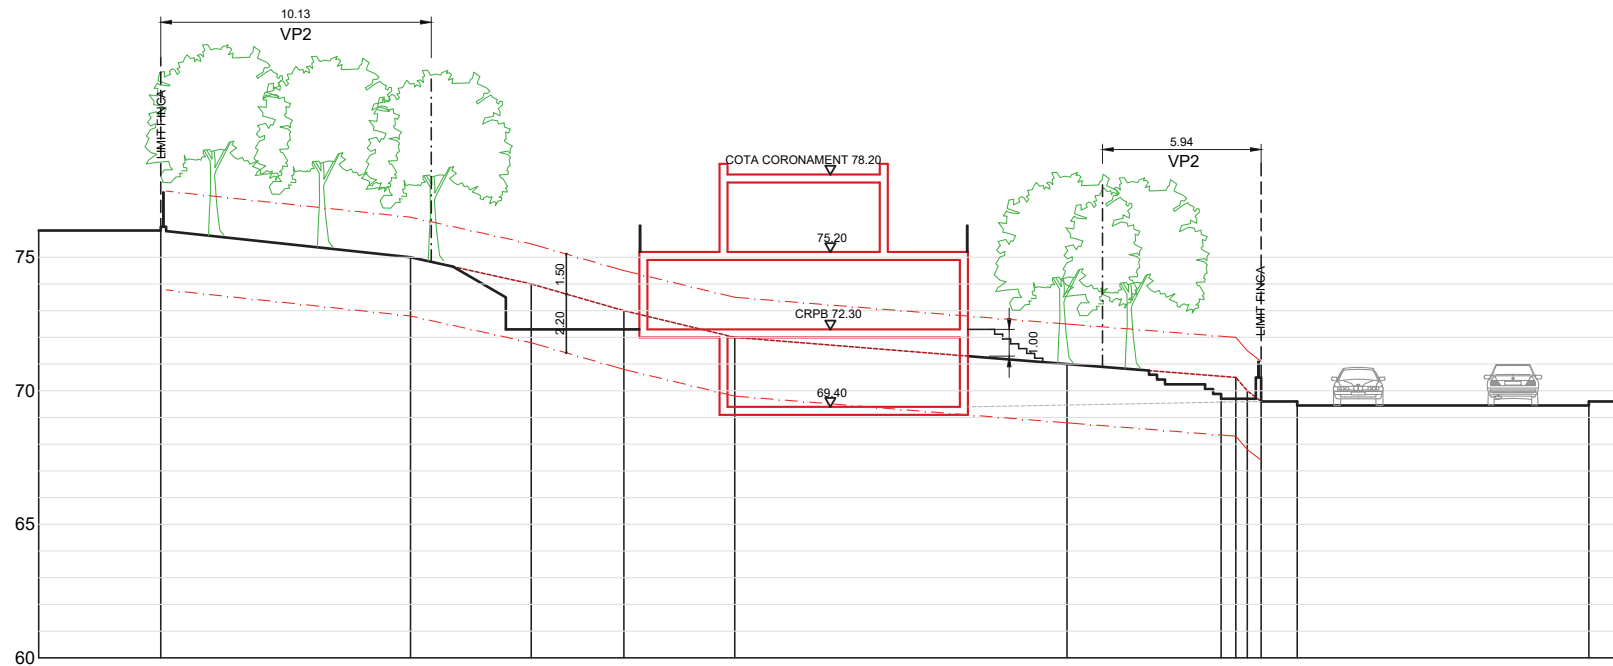 10.13
VP2
LIMIT FINCA
5.94
VP2
COTA CORONAMENT 78.20
75.20
75
1.50
LIMIT FINCA
CRPB 72.30
2.20
1.00
70
69.40
65
60